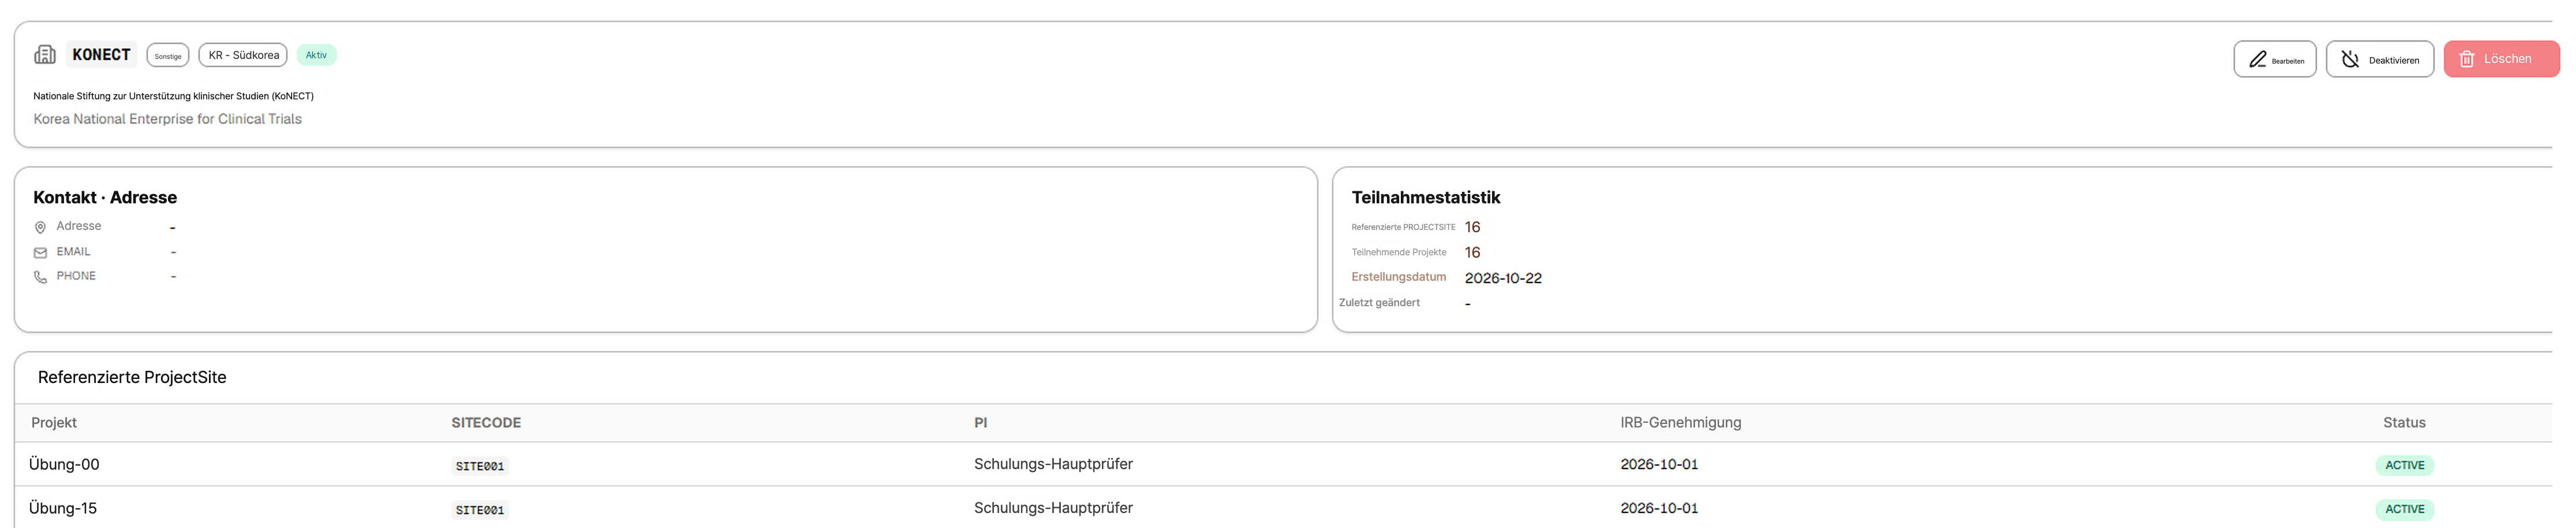 KONECT Sonstige KR - Südkorea Aktiv Bearbeiten Deaktivieren Löschen
Nationale Stiftung zur Unterstützung klinischer Studien (KoNECT)
Korea National Enterprise for Clinical Trials
Kontakt · Adresse
Adresse -
EMAIL -
PHONE -
Teilnahmestatistik
Referenzierte PROJECTSITE 16
Teilnehmende Projekte 16
Erstellungsdatum 2026-10-22
Zuletzt geändert -
Referenzierte ProjectSite
Projekt SITECODE PI IRB-Genehmigung Status
Übung-00 SITE001 Schulungs-Hauptprüfer 2026-10-01 ACTIVE
Übung-15 SITE001 Schulungs-Hauptprüfer 2026-10-01 ACTIVE